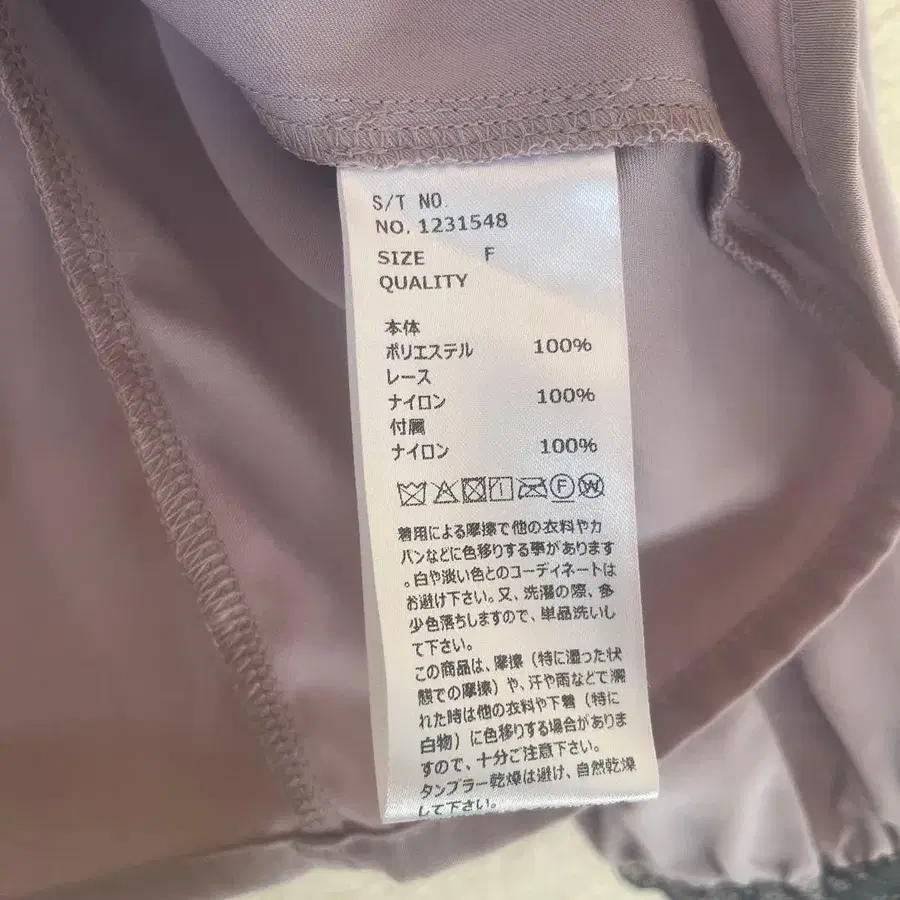 S/T NO.
NO. 1231548
SIZE F
QUALITY
本体
ポリエステル 100%
レース
ナイロン 100%
付属
ナイロン 100%
F W
着用による摩擦で他の衣料やカ
バンなどに色移りする事があります
。白や淡い色とのコーディネートは
お避け下さい。又、洗濯の際、多
少色落ちしますので、単品洗いし
て下さい。
この商品は、摩擦（特に湿った状
態での摩擦）や、汗や雨などで濡
れた時は他の衣料や下着（特に
白物）に色移りする場合がありま
すので、十分ご注意下さい。
タンブラー乾燥は避け、自然乾燥
して下さい。